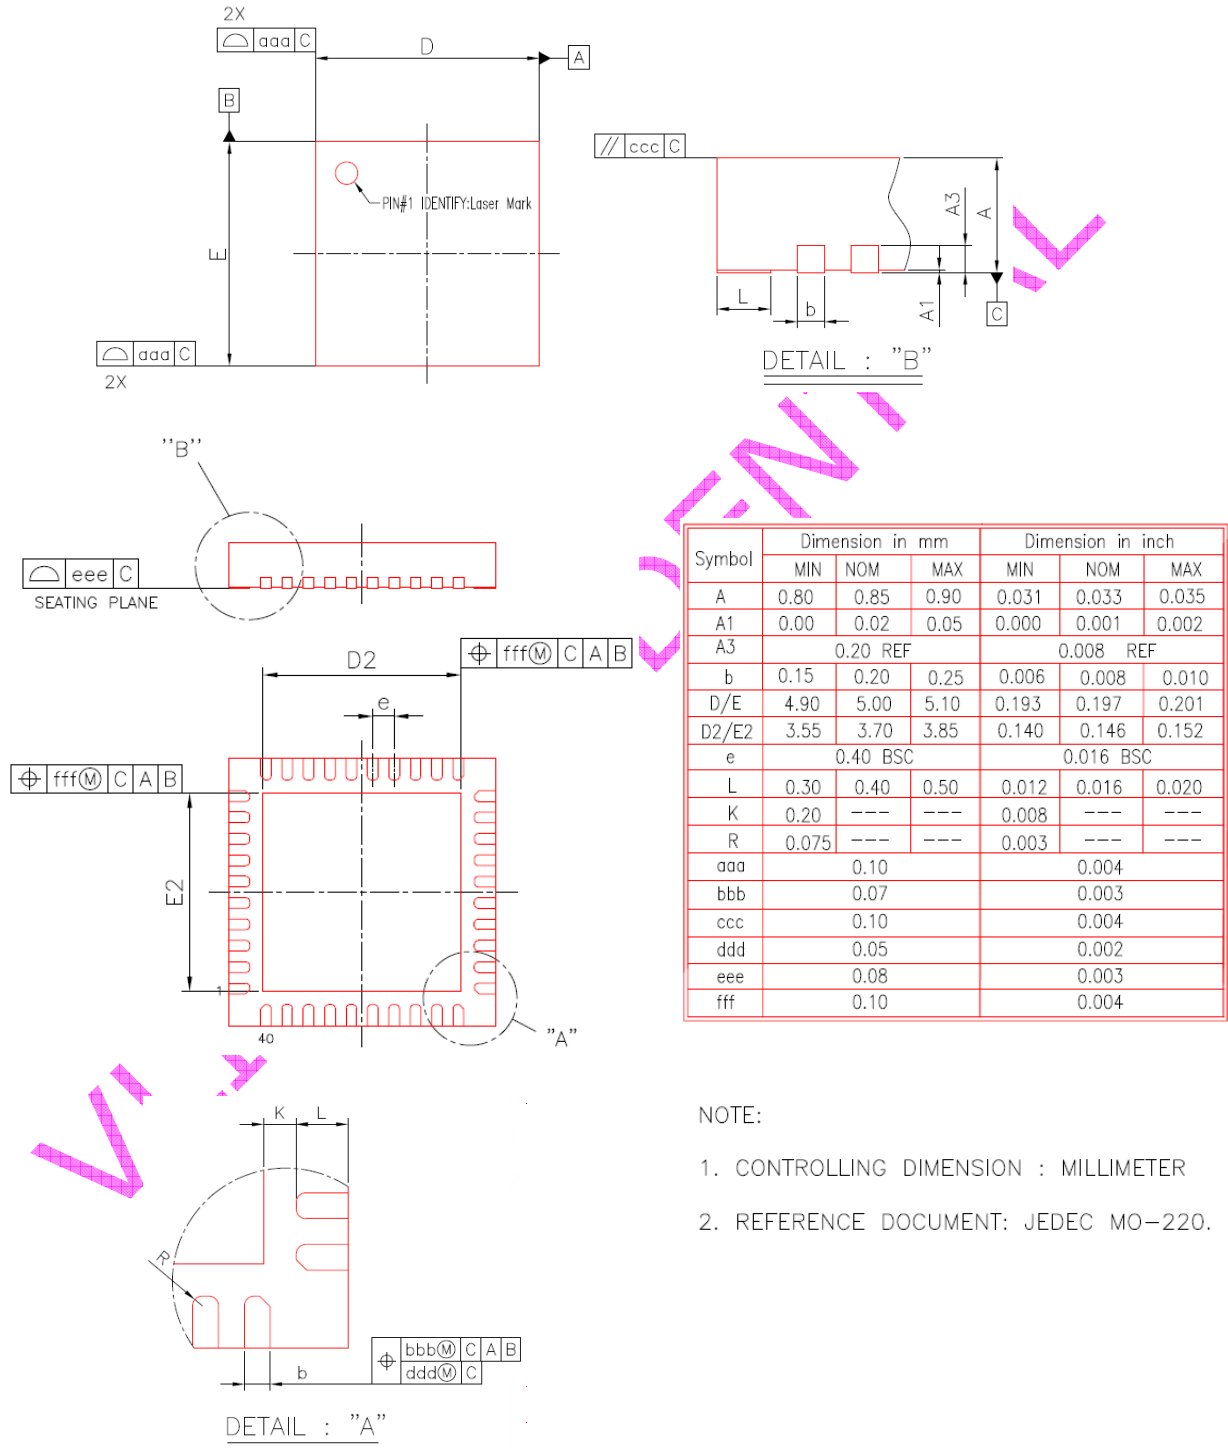 2X
aaa C
D
A
B
PIN#1 IDENTIFY:Laser Mark
E
aaa C
2X
// ccc C
A3
A
L
b
A1
C
DETAIL : "B"
"B"
eee C
SEATING PLANE
D2
fff Ⓜ C A B
e
fff Ⓜ C A B
E2
1
40
"A"
Symbol Dimension in mm Dimension in inch
MIN NOM MAX MIN NOM MAX
A 0.80 0.85 0.90 0.031 0.033 0.035
A1 0.00 0.02 0.05 0.000 0.001 0.002
A3 0.20 REF 0.008 REF
b 0.15 0.20 0.25 0.006 0.008 0.010
D/E 4.90 5.00 5.10 0.193 0.197 0.201
D2/E2 3.55 3.70 3.85 0.140 0.146 0.152
e 0.40 BSC 0.016 BSC
L 0.30 0.40 0.50 0.012 0.016 0.020
K 0.20 --- --- 0.008 --- ---
R 0.075 --- --- 0.003 --- ---
aaa 0.10 0.004
bbb 0.07 0.003
ccc 0.10 0.004
ddd 0.05 0.002
eee 0.08 0.003
fff 0.10 0.004
K L
R
b
bbb Ⓜ C A B
ddd Ⓜ C
DETAIL : "A"
NOTE:
1. CONTROLLING DIMENSION : MILLIMETER
2. REFERENCE DOCUMENT: JEDEC MO-220.